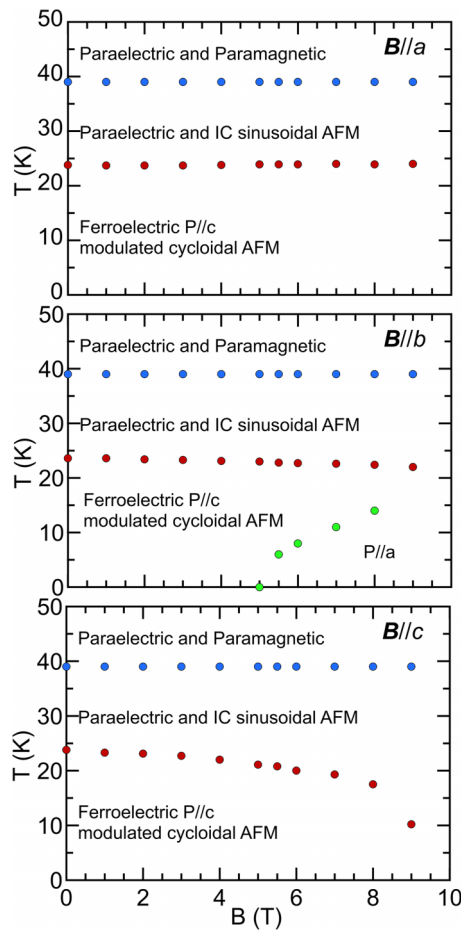 50
B//a
Paraelectric and Paramagnetic
40
30
Paraelectric and IC sinusoidal AFM
T (K)
20
Ferroelectric P//c
modulated cycloidal AFM
10
0
50
B//b
Paraelectric and Paramagnetic
40
30
Paraelectric and IC sinusoidal AFM
T (K)
20
Ferroelectric P//c
modulated cycloidal AFM
10
P//a
0
50
B//c
Paraelectric and Paramagnetic
40
30
Paraelectric and IC sinusoidal AFM
T (K)
20
Ferroelectric P//c
modulated cycloidal AFM
10
0
0 2 4 6 8 10
B (T)